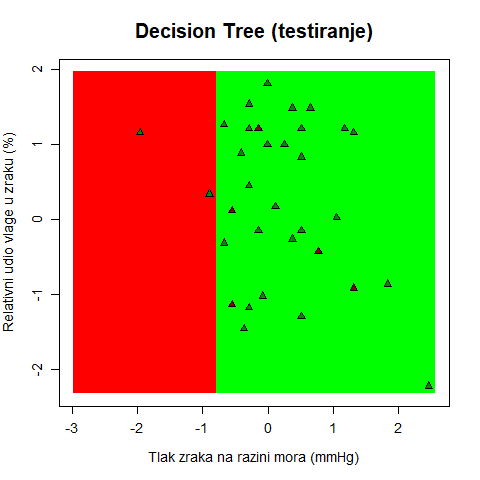 Decision Tree (testiranje)
Relativni udio vlage u zraku (%)
2
1
0
-1
-2
-3 -2 -1 0 1 2
Tlak zraka na razini mora (mmHg)